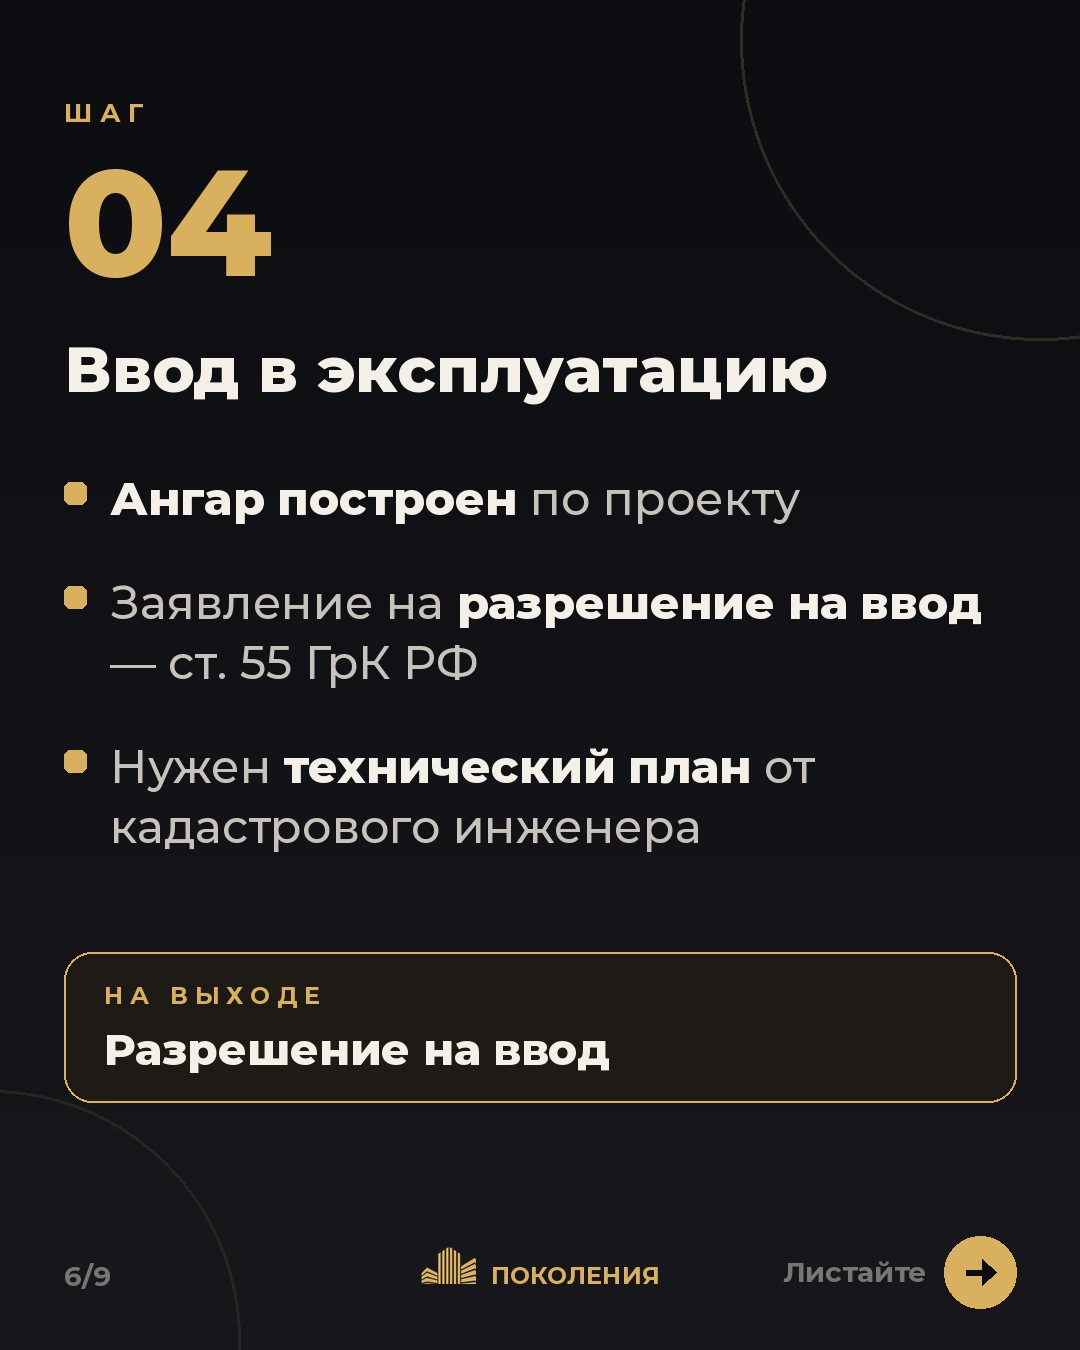 ШАГ
04
Ввод в эксплуатацию
Ангар построен по проекту
Заявление на разрешение на ввод
— ст. 55 ГрК РФ
Нужен технический план от
кадастрового инженера
НА ВЫХОДЕ
Разрешение на ввод
6/9
ПОКОЛЕНИЯ
Листайте